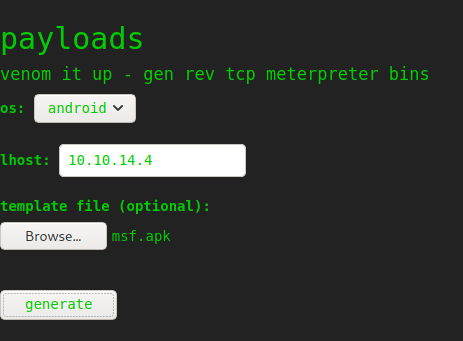 payloads
venom it up - gen rev tcp meterpreter bins
os: android
lhost: 10.10.14.4
template file (optional):
Browse... msf.apk
generate